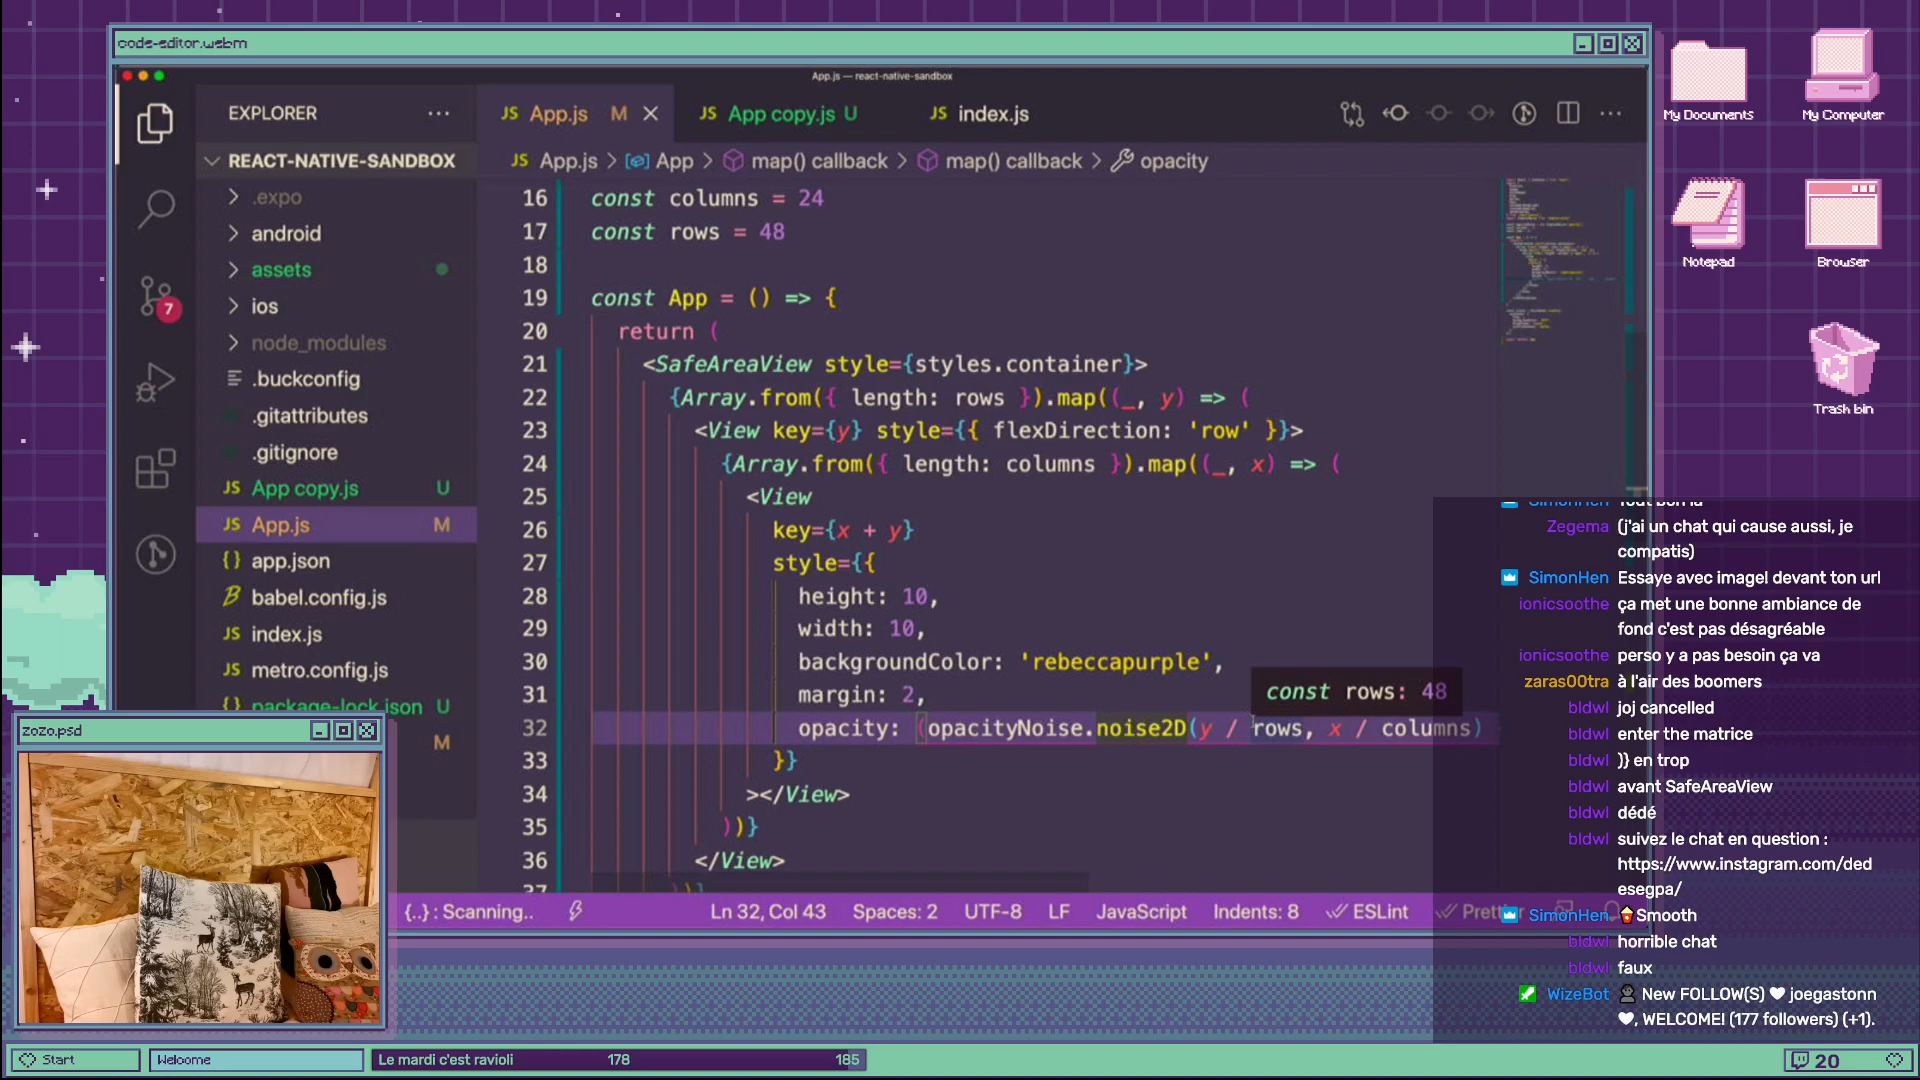 code-editor.webm
App.js — react-native-sandbox
EXPLORER
JS App.js M
JS App copy.js U
JS index.js
REACT-NATIVE-SANDBOX
JS App.js > App > map() callback > map() callback > opacity
.expo
android
assets
ios
node_modules
.buckconfig
.gitattributes
.gitignore
JS App copy.js U
JS App.js M
{} app.json
babel.config.js
JS index.js
metro.config.js
package-lock.json U
M
7
16 const columns = 24
17 const rows = 48
18
19 const App = () => {
20 return (
21 <SafeAreaView style={styles.container}>
22 {Array.from({ length: rows }).map((_, y) => (
23 <View key={y} style={{ flexDirection: 'row' }}>
24 {Array.from({ length: columns }).map((_, x) => (
25 <View
26 key={x + y}
27 style={{
28 height: 10,
29 width: 10,
30 backgroundColor: 'rebeccapurple',
31 margin: 2,
const rows: 48
32 opacity: (opacityNoise.noise2D(y / rows, x / columns)
33 }}
34 ></View>
35 ))}
36 </View>
37 ))}
{..} : Scanning..
Ln 32, Col 43
Spaces: 2
UTF-8
LF
JavaScript
Indents: 8
ESLint
My Documents
My Computer
Notepad
Browser
Trash bin
Zegema (j'ai un chat qui cause aussi, je
compatis)
SimonHen Essaye avec imagel devant ton url
ionicsoothe ça met une bonne ambiance de
fond c'est pas désagréable
ionicsoothe perso y a pas besoin ça va
zaras00tra à l'air des boomers
bldwl joj cancelled
bldwl enter the matrice
bldwl )} en trop
bldwl avant SafeAreaView
bldwl dédé
bldwl suivez le chat en question :
https://www.instagram.com/ded
esegpa/
SimonHen Smooth
bldwl horrible chat
bldwl faux
WizeBot New FOLLOW(S) ❤ joegastonn
❤, WELCOME! (177 followers) (+1).
zozo.psd
Start
Welcome
Le mardi c'est ravioli 178 185
20